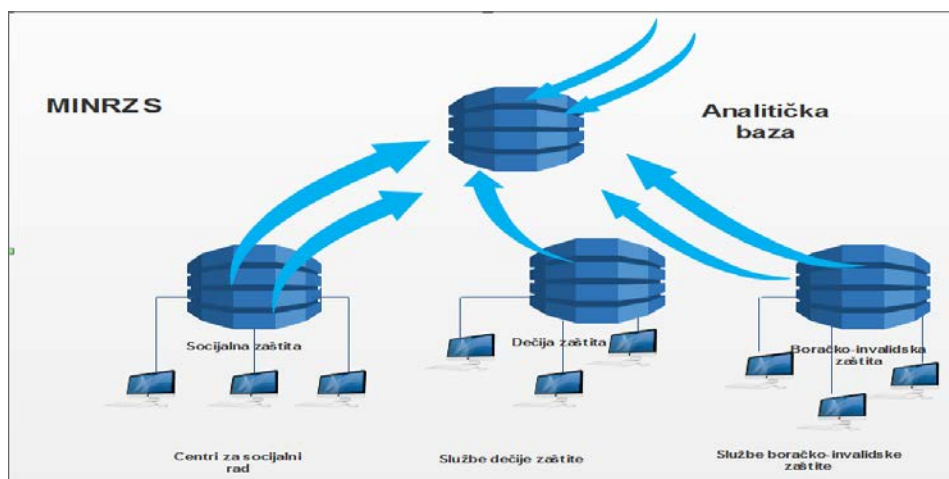 MINRZS
Analitička
baza
Socijalna zaštita
Dečija zaštita
Boračko-invalidska
zaštita
Centri za socijalni
rad
Službe dečije zaštite
Službe boračko-invalidske
zaštite